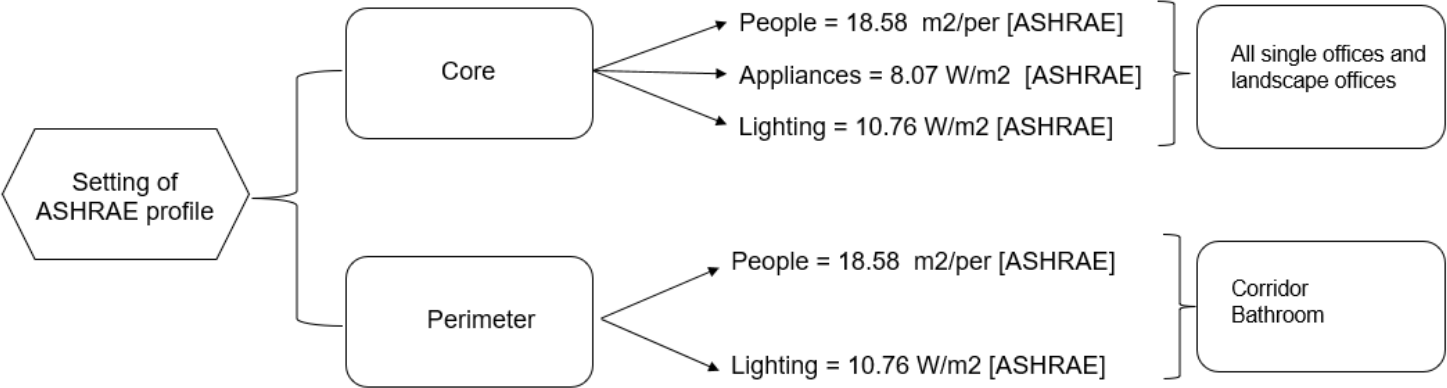 Setting of
ASHRAE profile
Core
People = 18.58 m2/per [ASHRAE]
Appliances = 8.07 W/m2 [ASHRAE]
Lighting = 10.76 W/m2 [ASHRAE]
All single offices and
landscape offices
Perimeter
People = 18.58 m2/per [ASHRAE]
Lighting = 10.76 W/m2 [ASHRAE]
Corridor
Bathroom